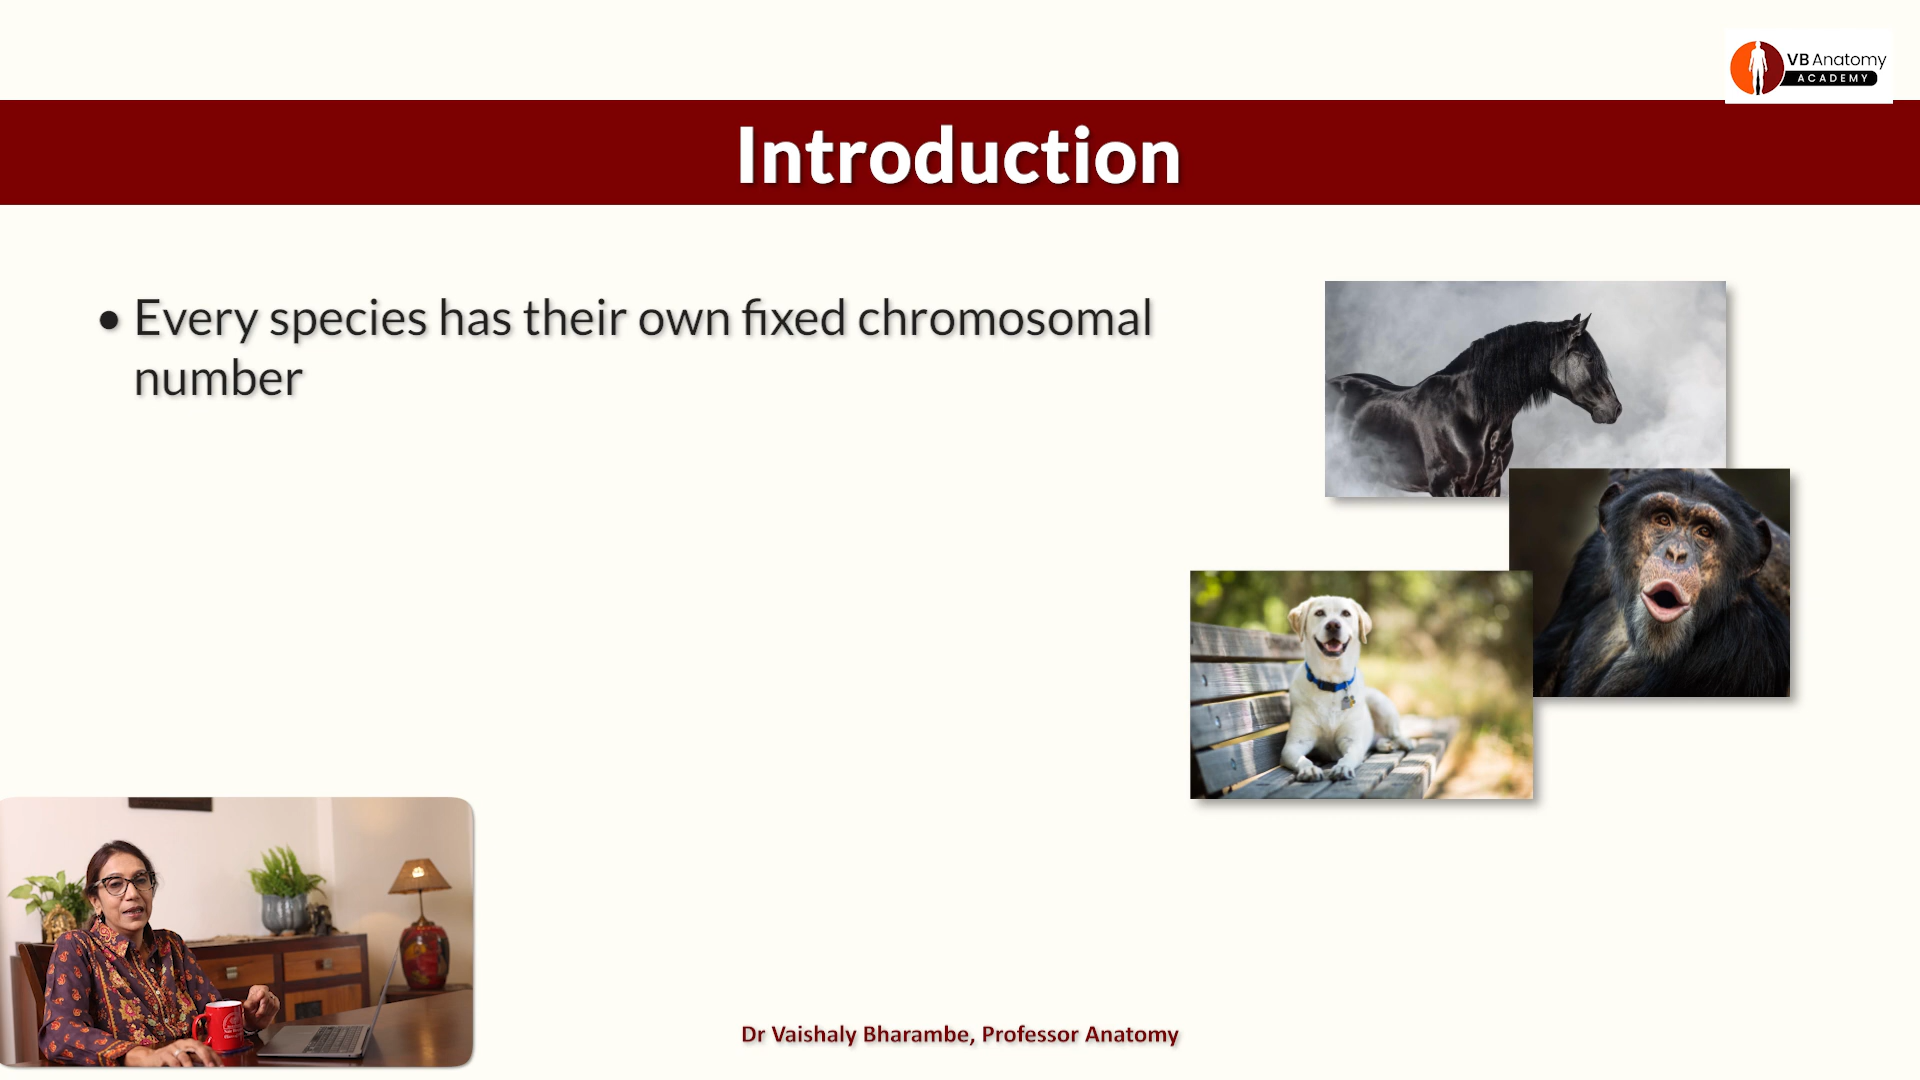 VB Anatomy
ACADEMY
Introduction
• Every species has their own fixed chromosomal
number
Dr Vaishaly Bharambe, Professor Anatomy